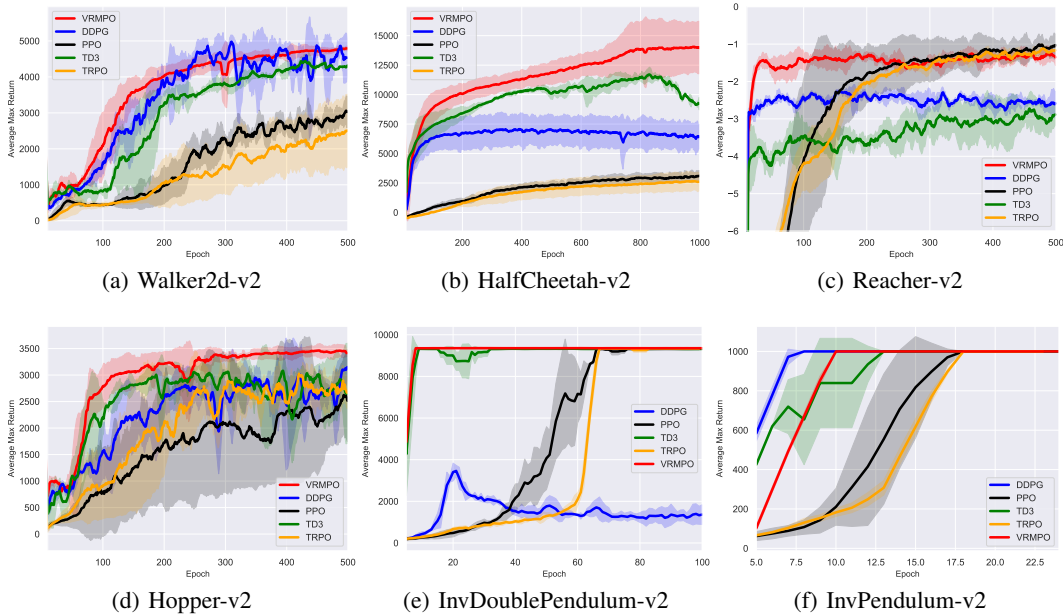 VRMPO
DDPG
PPO
TD3
TRPO
Average Max Return
5000
4000
3000
2000
1000
0
100 200 300 400 500
Epoch
(a) Walker2d-v2
VRMPO
DDPG
PPO
TD3
TRPO
Average Max Return
15000
12500
10000
7500
5000
2500
0
200 400 600 800 1000
Epoch
(b) HalfCheetah-v2
VRMPO
DDPG
PPO
TD3
TRPO
Average Max Return
0
−1
−2
−3
−4
−5
−6
100 200 300 400 500
Epoch
(c) Reacher-v2
VRMPO
DDPG
PPO
TD3
TRPO
Average Max Return
3500
3000
2500
2000
1500
1000
500
0
100 200 300 400 500
Epoch
(d) Hopper-v2
DDPG
PPO
TD3
TRPO
VRMPO
Average Max Return
10000
8000
6000
4000
2000
0
20 40 60 80 100
Epoch
(e) InvDoublePendulum-v2
DDPG
PPO
TD3
TRPO
VRMPO
Average Max Return
1000
800
600
400
200
0
5.0 7.5 10.0 12.5 15.0 17.5 20.0 22.5
Epoch
(f) InvPendulum-v2